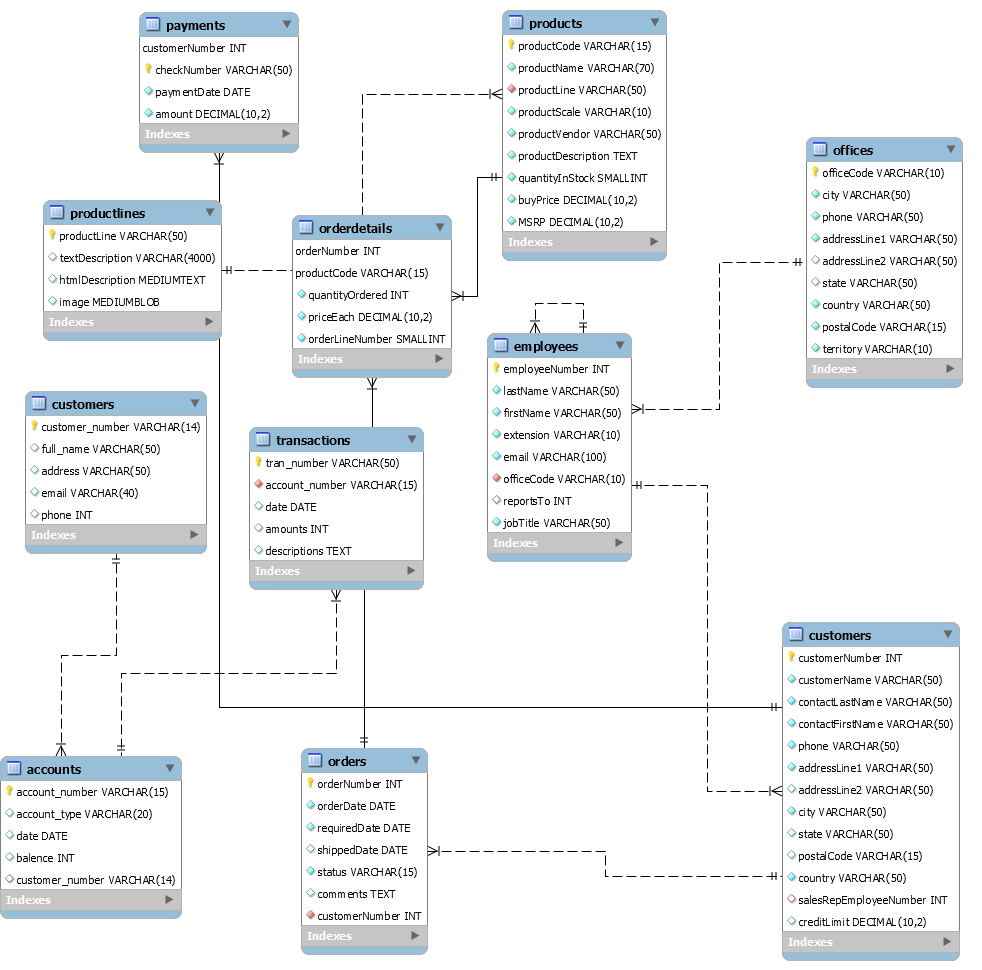 payments
customerNumber INT
checkNumber VARCHAR(50)
paymentDate DATE
amount DECIMAL(10,2)
Indexes
products
productCode VARCHAR(15)
productName VARCHAR(70)
productLine VARCHAR(50)
productScale VARCHAR(10)
productVendor VARCHAR(50)
productDescription TEXT
quantityInStock SMALLINT
buyPrice DECIMAL(10,2)
MSRP DECIMAL(10,2)
Indexes
offices
officeCode VARCHAR(10)
city VARCHAR(50)
phone VARCHAR(50)
addressLine1 VARCHAR(50)
addressLine2 VARCHAR(50)
state VARCHAR(50)
country VARCHAR(50)
postalCode VARCHAR(15)
territory VARCHAR(10)
Indexes
productlines
productLine VARCHAR(50)
textDescription VARCHAR(4000)
htmlDescription MEDIUMTEXT
image MEDIUMBLOB
Indexes
orderdetails
orderNumber INT
productCode VARCHAR(15)
quantityOrdered INT
priceEach DECIMAL(10,2)
orderLineNumber SMALLINT
Indexes
employees
employeeNumber INT
lastName VARCHAR(50)
firstName VARCHAR(50)
extension VARCHAR(10)
email VARCHAR(100)
officeCode VARCHAR(10)
reportsTo INT
jobTitle VARCHAR(50)
Indexes
customers
customer_number VARCHAR(14)
full_name VARCHAR(50)
address VARCHAR(50)
email VARCHAR(40)
phone INT
Indexes
transactions
tran_number VARCHAR(50)
account_number VARCHAR(15)
date DATE
amounts INT
descriptions TEXT
Indexes
customers
customerNumber INT
customerName VARCHAR(50)
contactLastName VARCHAR(50)
contactFirstName VARCHAR(50)
phone VARCHAR(50)
addressLine1 VARCHAR(50)
addressLine2 VARCHAR(50)
city VARCHAR(50)
state VARCHAR(50)
postalCode VARCHAR(15)
country VARCHAR(50)
salesRepEmployeeNumber INT
creditLimit DECIMAL(10,2)
Indexes
accounts
account_number VARCHAR(15)
account_type VARCHAR(20)
date DATE
balence INT
customer_number VARCHAR(14)
Indexes
orders
orderNumber INT
orderDate DATE
requiredDate DATE
shippedDate DATE
status VARCHAR(15)
comments TEXT
customerNumber INT
Indexes